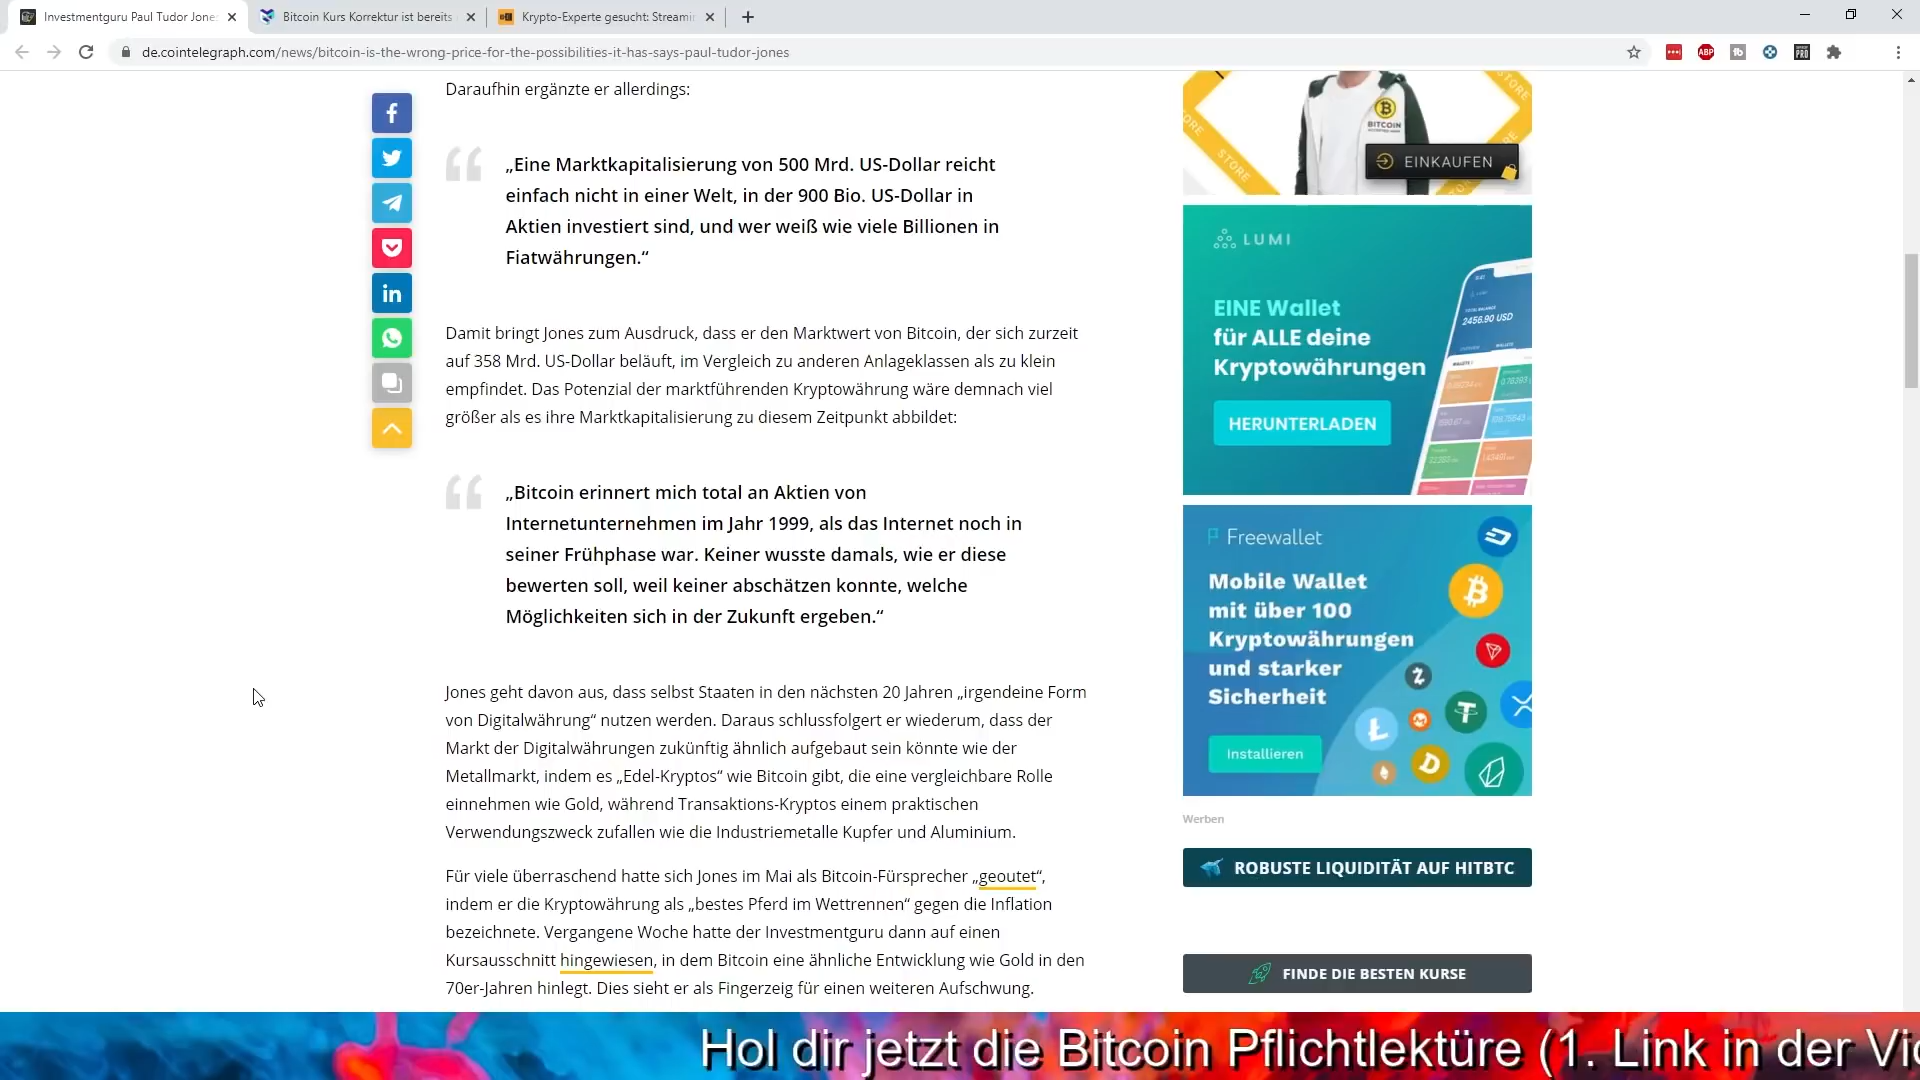 Investmentguru Paul Tudor Jone
Bitcoin Kurs Korrektur ist bereits
Krypto-Experte gesucht: Streami
de.cointelegraph.com/news/bitcoin-is-the-wrong-price-for-the-possibilities-it-has-says-paul-tudor-jones
ABP
PRO
Daraufhin ergänzte er allerdings:
„Eine Marktkapitalisierung von 500 Mrd. US-Dollar reicht
einfach nicht in einer Welt, in der 900 Bio. US-Dollar in
Aktien investiert sind, und wer weiß wie viele Billionen in
Fiatwährungen.“
Damit bringt Jones zum Ausdruck, dass er den Marktwert von Bitcoin, der sich zurzeit
auf 358 Mrd. US-Dollar beläuft, im Vergleich zu anderen Anlageklassen als zu klein
empfindet. Das Potenzial der marktführenden Kryptowährung wäre demnach viel
größer als es ihre Marktkapitalisierung zu diesem Zeitpunkt abbildet:
„Bitcoin erinnert mich total an Aktien von
Internetunternehmen im Jahr 1999, als das Internet noch in
seiner Frühphase war. Keiner wusste damals, wie er diese
bewerten soll, weil keiner abschätzen konnte, welche
Möglichkeiten sich in der Zukunft ergeben.“
Jones geht davon aus, dass selbst Staaten in den nächsten 20 Jahren „irgendeine Form
von Digitalwährung“ nutzen werden. Daraus schlussfolgert er wiederum, dass der
Markt der Digitalwährungen zukünftig ähnlich aufgebaut sein könnte wie der
Metallmarkt, indem es „Edel-Kryptos“ wie Bitcoin gibt, die eine vergleichbare Rolle
einnehmen wie Gold, während Transaktions-Kryptos einem praktischen
Verwendungszweck zufallen wie die Industriemetalle Kupfer und Aluminium.
Für viele überraschend hatte sich Jones im Mai als Bitcoin-Fürsprecher „geoutet“,
indem er die Kryptowährung als „bestes Pferd im Wettrennen“ gegen die Inflation
bezeichnete. Vergangene Woche hatte der Investmentguru dann auf einen
Kursausschnitt hingewiesen, in dem Bitcoin eine ähnliche Entwicklung wie Gold in den
70er-Jahren hinlegt. Dies sieht er als Fingerzeig für einen weiteren Aufschwung.
STORE
BITCOIN
EINKAUFEN
LUMI
EINE Wallet
für ALLE deine
Kryptowährungen
HERUNTERLADEN
2456.90 USD
Freewallet
Mobile Wallet
mit über 100
Kryptowährungen
und starker
Sicherheit
Installieren
Werben
ROBUSTE LIQUIDITÄT AUF HITBTC
FINDE DIE BESTEN KURSE
Hol dir jetzt die Bitcoin Pflichtlektüre (1. Link in der Vi